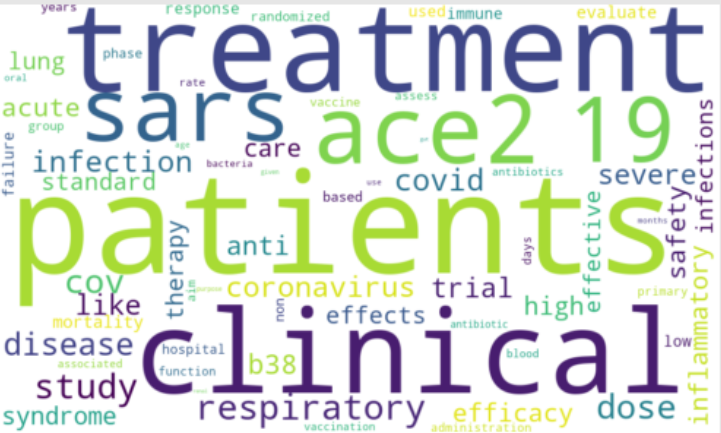 years
response
randomized
used
immune
evaluate
treatment
phase
lung
oral
rate
sars
acute
group
vaccine
assess
ace2
19
infections
care
age
bacteria
infection
failure
standard
given
use
based
covid
antibiotics
severe
patients
months
safety
effective
therapy
anti
days
cov
aim
purpose
coronavirus
trial
primary
like
non
effects
high
inflammatory
mortality
antibiotic
clinical
low
disease
hospital
associated
function
b38
blood
study
respiratory
efficacy
dose
syndrome
vaccination
administration